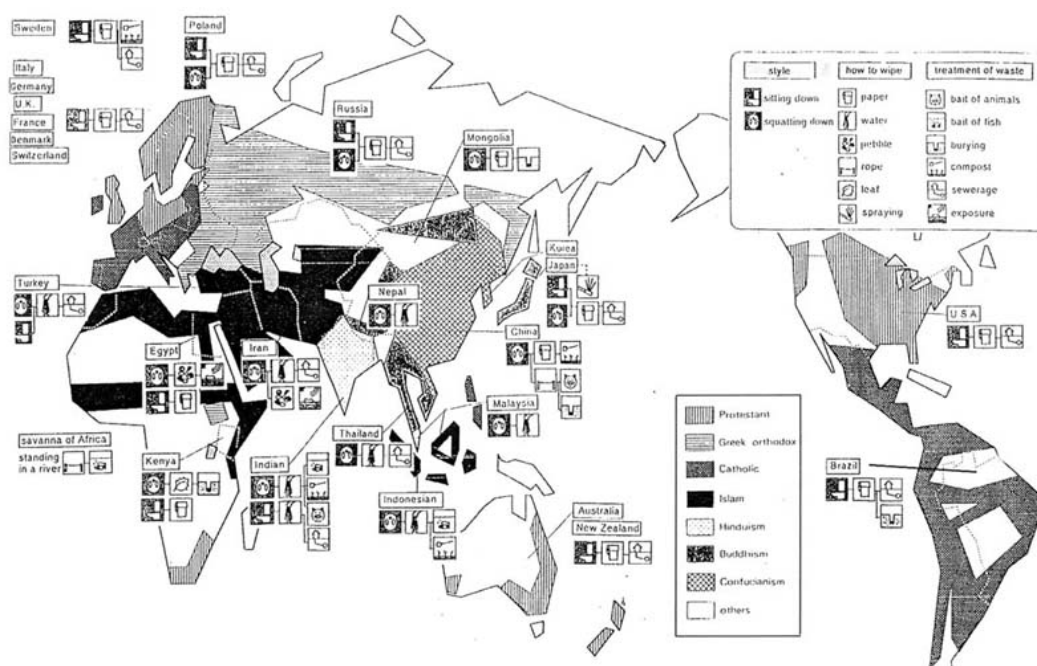 Sweden
Poland
Italy
Germany
U.K.
France
Denmark
Switzerland
Russia
Mongolia
Turkey
Nepal
Korea
Japan
China
Egypt
Iran
Malaysia
Thailand
savanna of Africa
standing
in a river
Kenya
Indian
Indonesian
Australia
New Zealand
USA
Brazil
style
sitting down
squatting down
how to wipe
paper
water
pebble
rope
leaf
spraying
treatment of waste
bait of animals
bait of fish
burying
compost
sewerage
exposure
Protestant
Greek orthodox
Catholic
Islam
Hinduism
Buddhism
Confucianism
others